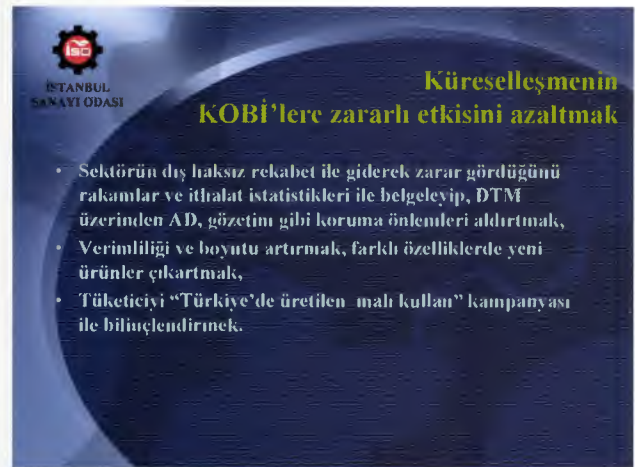 İSO
İSTANBUL
SANAYİ ODASI
Küreselleşmenin
KOBİ’lere zararlı etkisini azaltmak
• Sektörün dış haksız rekabet ile giderek zarar gördüğünü
rakamlar ve ithalat istatistikleri ile belgeleyip, DTM
üzerinden AD, gözetim gibi koruma önlemleri aldırtmak,
• Verimliliği ve boyutu artırmak, farklı özelliklerde yeni
ürünler çıkartmak,
• Tüketiciyi “Türkiye’de üretilen malı kullan” kampanyası
ile bilinçlendirmek.